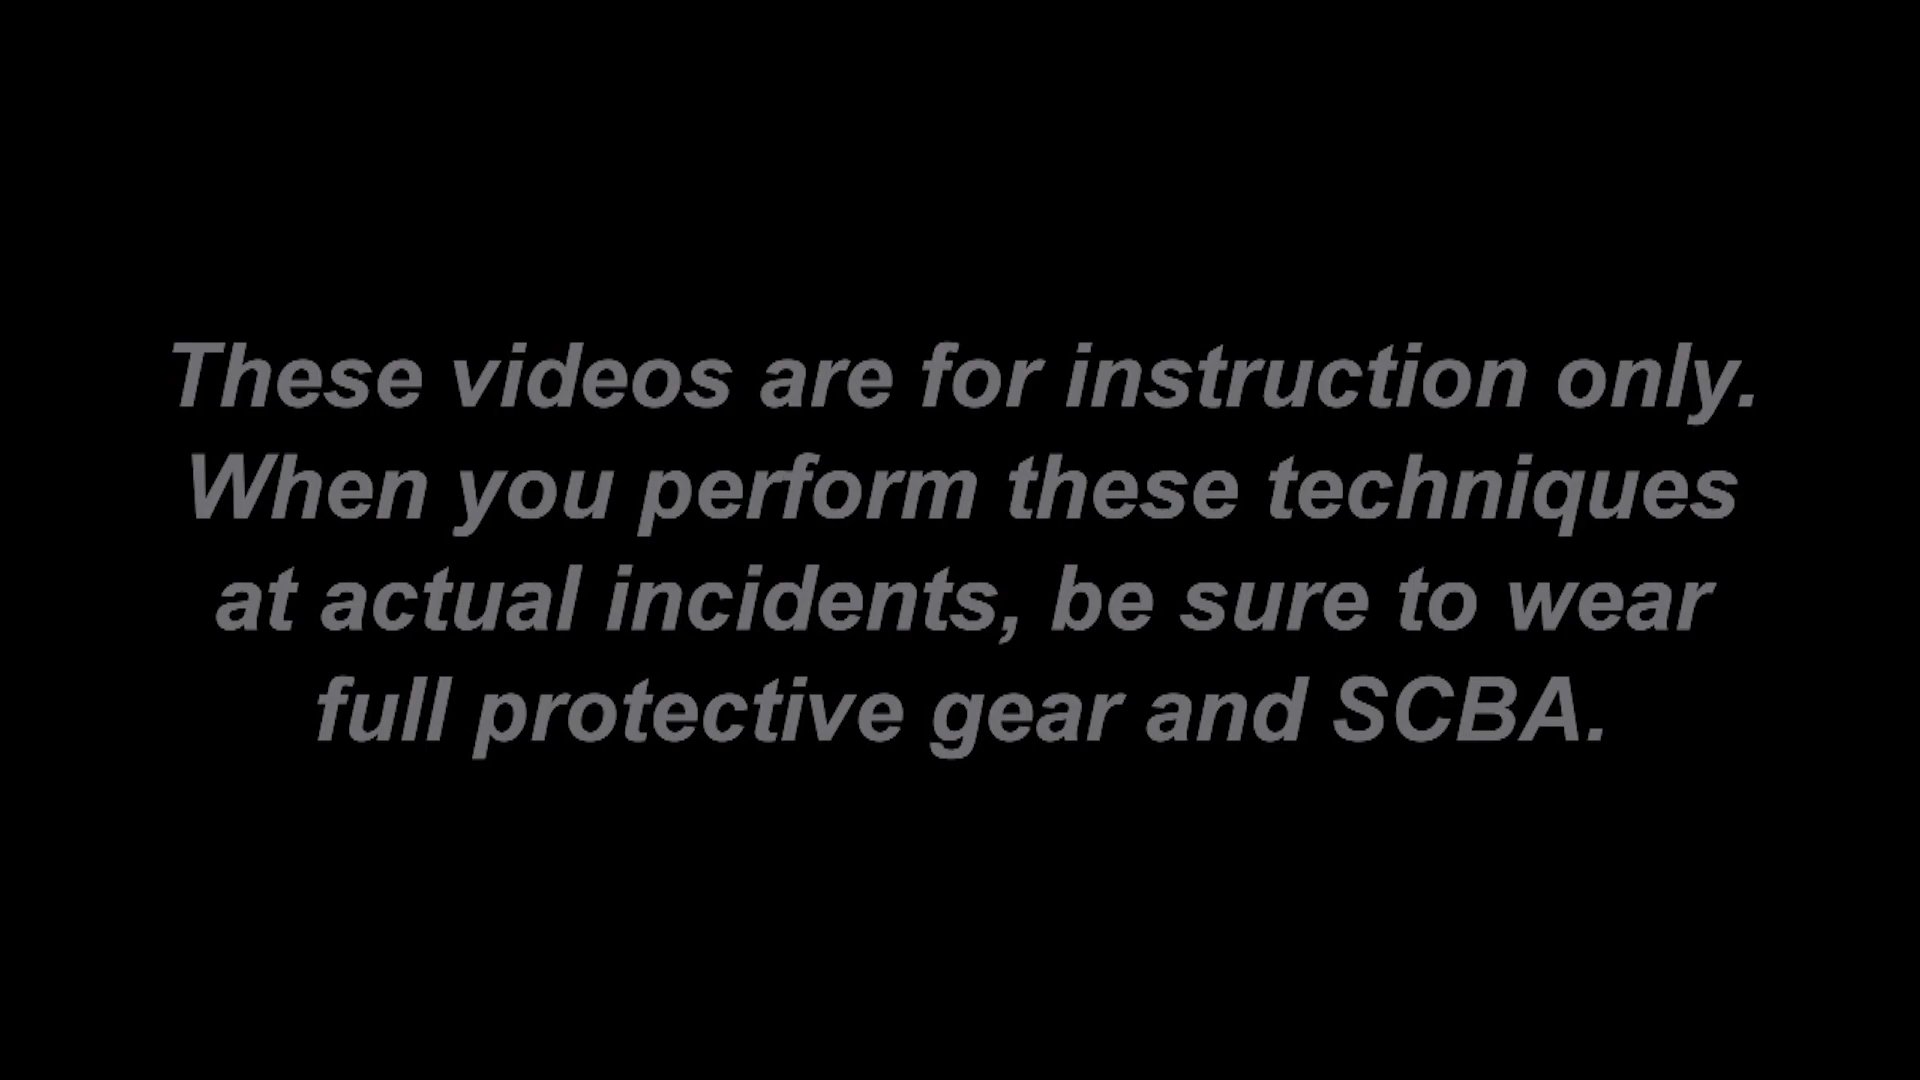 These videos are for instruction only.
When you perform these techniques
at actual incidents, be sure to wear
full protective gear and SCBA.